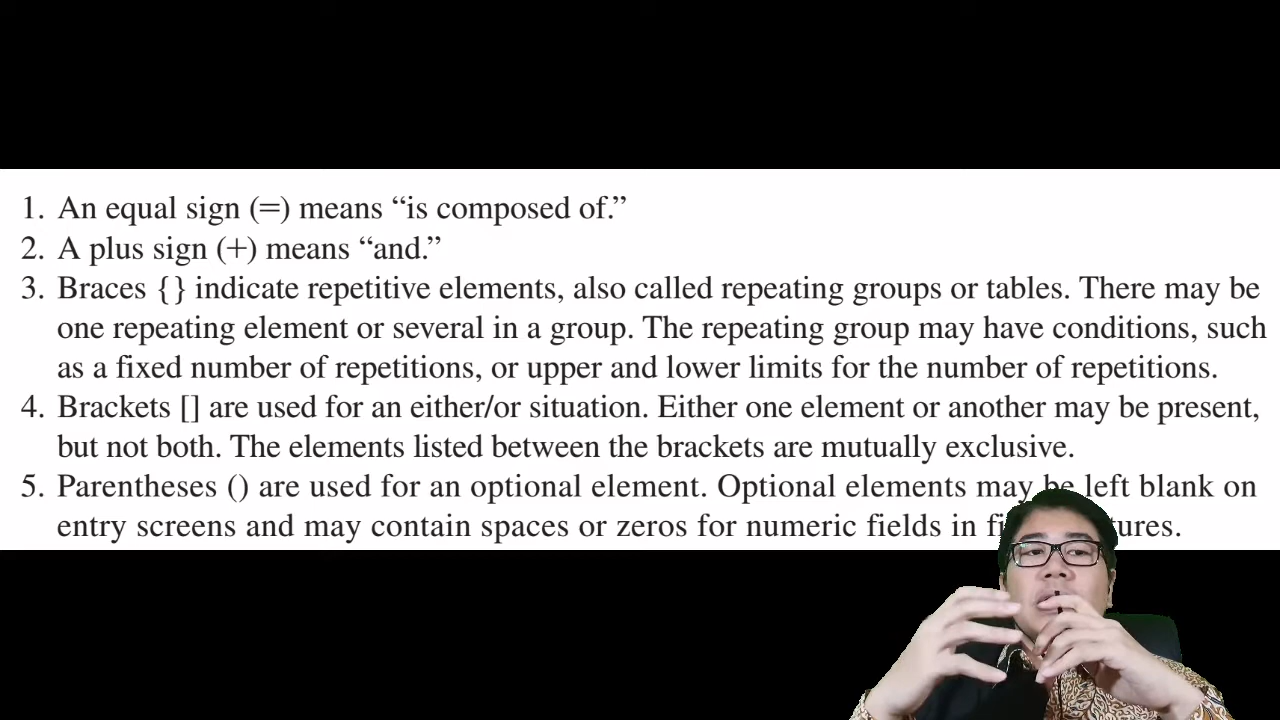 1. An equal sign (=) means “is composed of.”
2. A plus sign (+) means “and.”
3. Braces {} indicate repetitive elements, also called repeating groups or tables. There may be
one repeating element or several in a group. The repeating group may have conditions, such
as a fixed number of repetitions, or upper and lower limits for the number of repetitions.
4. Brackets [] are used for an either/or situation. Either one element or another may be present,
but not both. The elements listed between the brackets are mutually exclusive.
5. Parentheses () are used for an optional element. Optional elements may be left blank on
entry screens and may contain spaces or zeros for numeric fields in